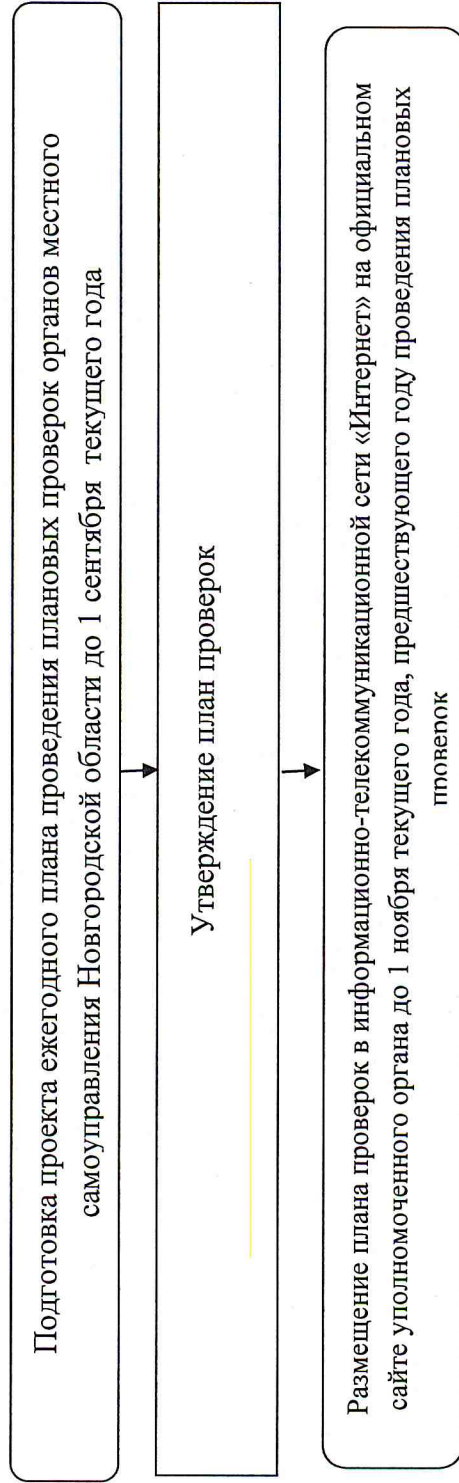 Подготовка проекта ежегодного плана проведения плановых проверок органов местного
самоуправления Новгородской области до 1 сентября текущего года
Утверждение план проверок
Размещение плана проверок в информационно-телекоммуникационной сети «Интернет» на официальном
сайте уполномоченного органа до 1 ноября текущего года, предшествующего году проведения плановых
проверок